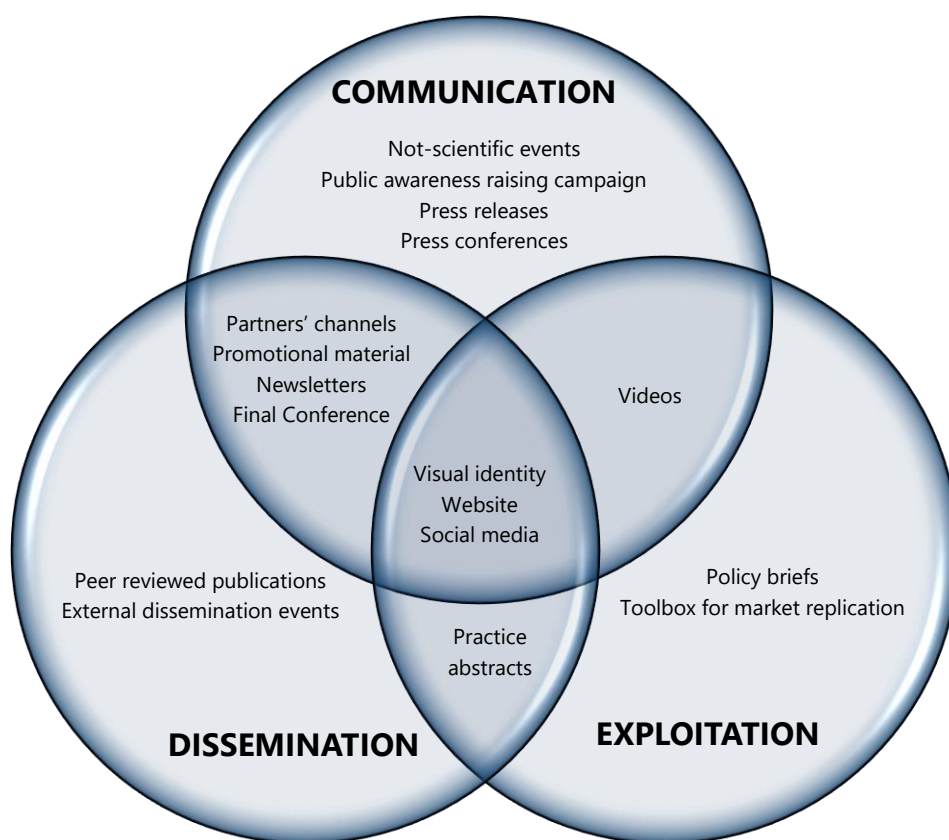 COMMUNICATION
Not-scientific events
Public awareness raising campaign
Press releases
Press conferences
Partners’ channels
Promotional material
Newsletters
Final Conference
Videos
Visual identity
Website
Social media
Peer reviewed publications
External dissemination events
Policy briefs
Toolbox for market replication
Practice
abstracts
DISSEMINATION
EXPLOITATION